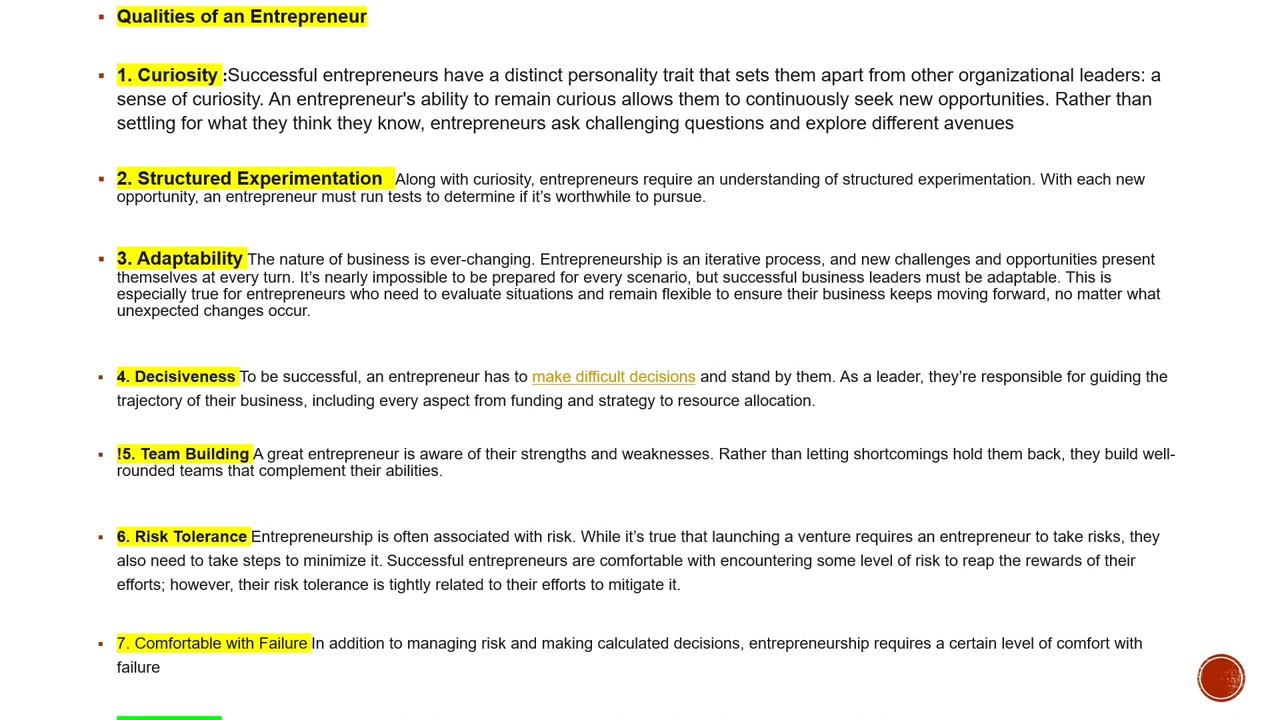 Qualities of an Entrepreneur
1. Curiosity :Successful entrepreneurs have a distinct personality trait that sets them apart from other organizational leaders: a
sense of curiosity. An entrepreneur's ability to remain curious allows them to continuously seek new opportunities. Rather than
settling for what they think they know, entrepreneurs ask challenging questions and explore different avenues
2. Structured Experimentation Along with curiosity, entrepreneurs require an understanding of structured experimentation. With each new
opportunity, an entrepreneur must run tests to determine if it’s worthwhile to pursue.
3. Adaptability The nature of business is ever-changing. Entrepreneurship is an iterative process, and new challenges and opportunities present
themselves at every turn. It’s nearly impossible to be prepared for every scenario, but successful business leaders must be adaptable. This is
especially true for entrepreneurs who need to evaluate situations and remain flexible to ensure their business keeps moving forward, no matter what
unexpected changes occur.
4. Decisiveness To be successful, an entrepreneur has to make difficult decisions and stand by them. As a leader, they’re responsible for guiding the
trajectory of their business, including every aspect from funding and strategy to resource allocation.
!5. Team Building A great entrepreneur is aware of their strengths and weaknesses. Rather than letting shortcomings hold them back, they build well-
rounded teams that complement their abilities.
6. Risk Tolerance Entrepreneurship is often associated with risk. While it’s true that launching a venture requires an entrepreneur to take risks, they
also need to take steps to minimize it. Successful entrepreneurs are comfortable with encountering some level of risk to reap the rewards of their
efforts; however, their risk tolerance is tightly related to their efforts to mitigate it.
7. Comfortable with Failure In addition to managing risk and making calculated decisions, entrepreneurship requires a certain level of comfort with
failure